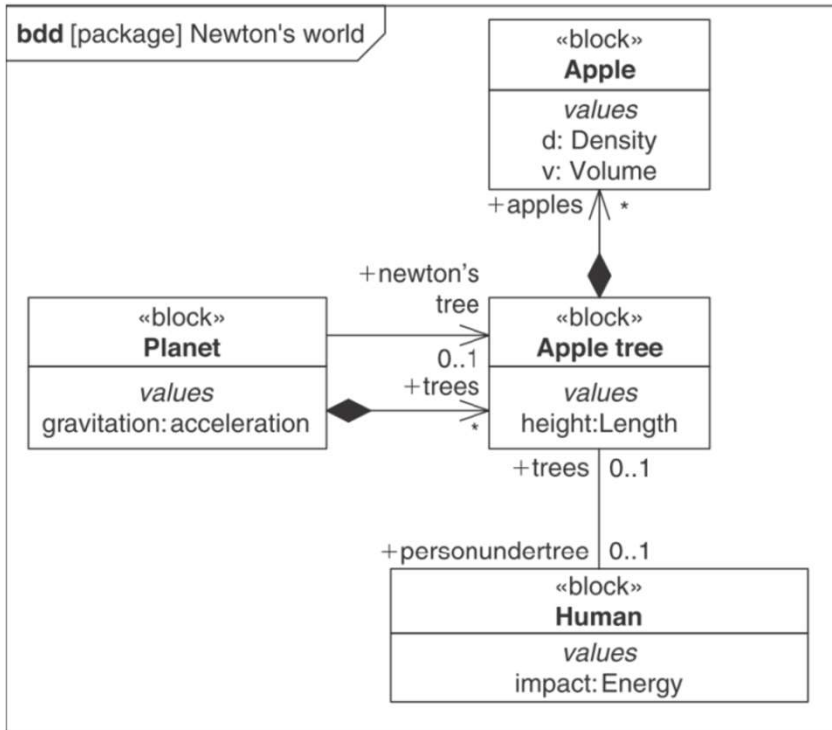 bdd [package] Newton's world
«block»
Apple
values
d: Density
v: Volume
+apples
*
+newton's
tree
0..1
«block»
Planet
values
gravitation:acceleration
+trees
*
«block»
Apple tree
values
height:Length
+trees
0..1
+personundertree
0..1
«block»
Human
values
impact:Energy